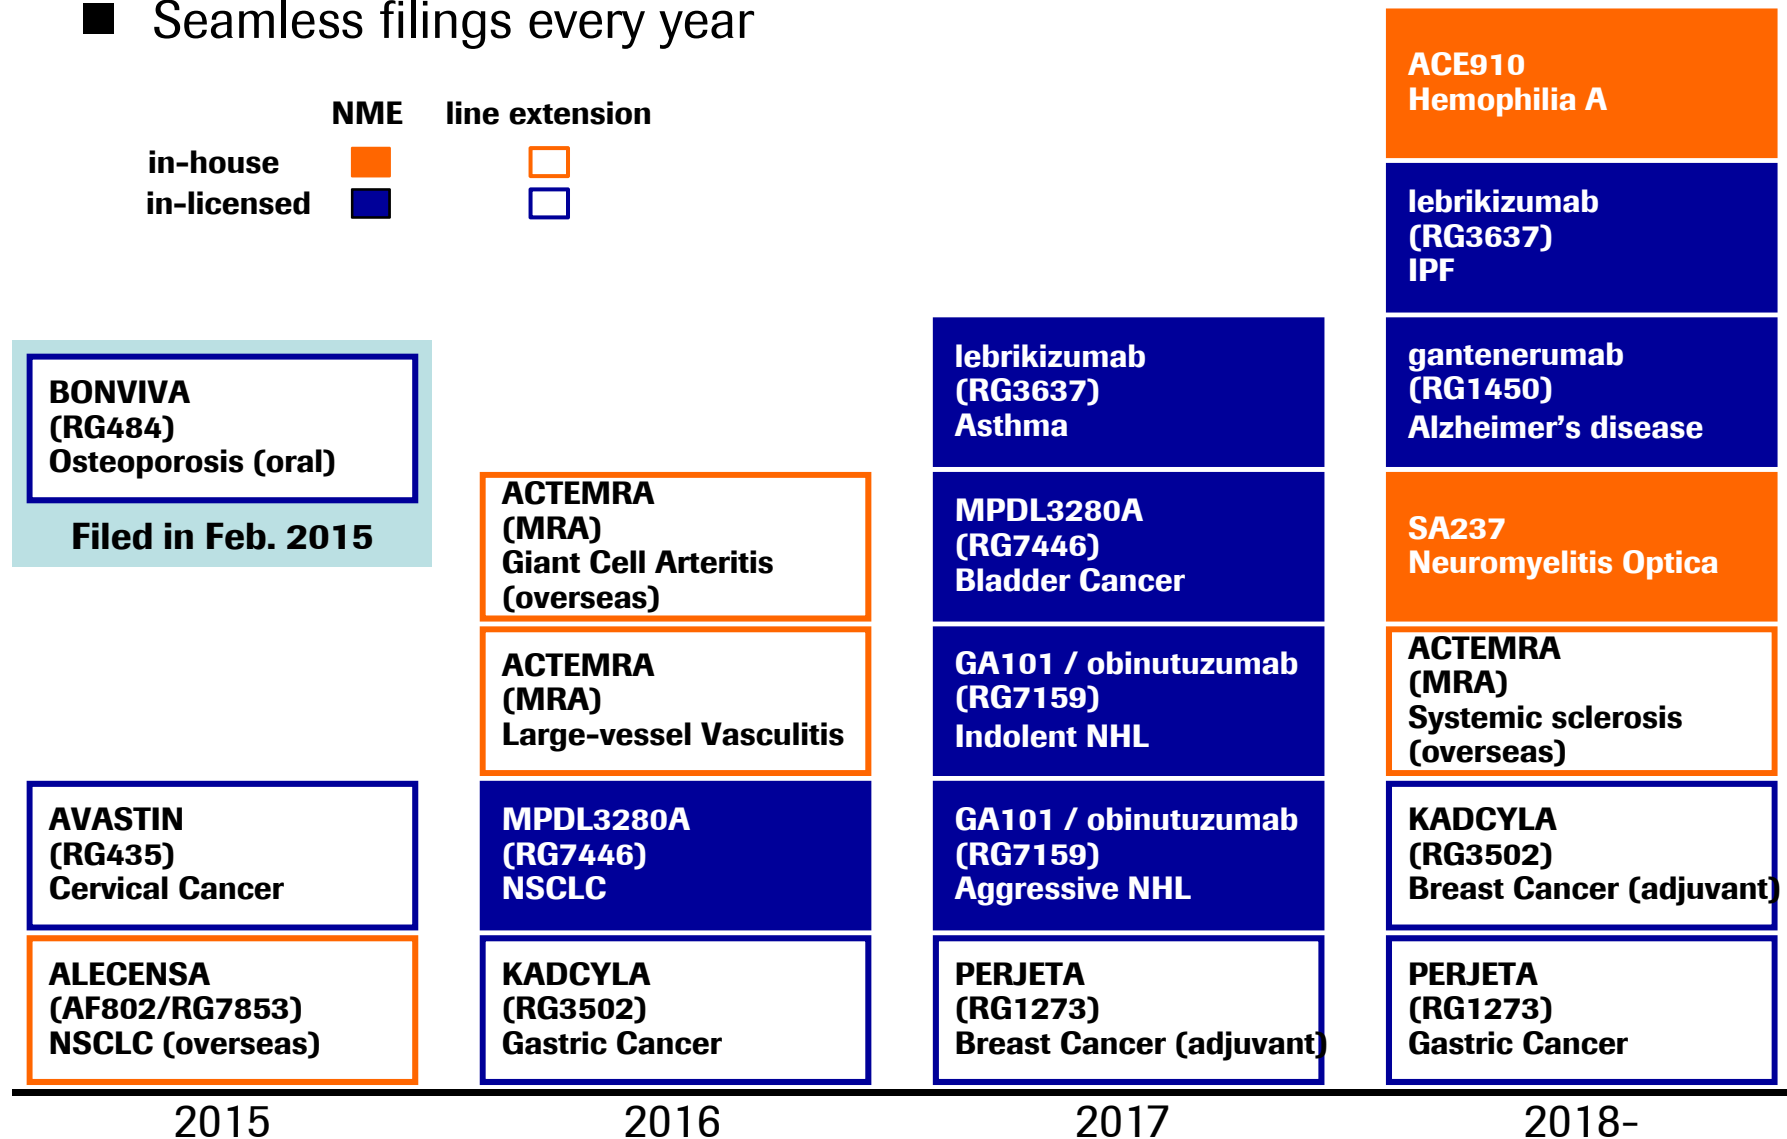 ■ Seamless filings every year
NME line extension
in-house
in-licensed
BONVIVA
(RG484)
Osteoporosis (oral)
Filed in Feb. 2015
AVASTIN
(RG435)
Cervical Cancer
ALECENSA
(AF802/RG7853)
NSCLC (overseas)
2015
ACTEMRA
(MRA)
Giant Cell Arteritis
(overseas)
ACTEMRA
(MRA)
Large-vessel Vasculitis
MPDL3280A
(RG7446)
NSCLC
KADCYLA
(RG3502)
Gastric Cancer
2016
lebrikizumab
(RG3637)
Asthma
MPDL3280A
(RG7446)
Bladder Cancer
GA101 / obinutuzumab
(RG7159)
Indolent NHL
GA101 / obinutuzumab
(RG7159)
Aggressive NHL
PERJETA
(RG1273)
Breast Cancer (adjuvant)
2017
ACE910
Hemophilia A
lebrikizumab
(RG3637)
IPF
gantenerumab
(RG1450)
Alzheimer’s disease
SA237
Neuromyelitis Optica
ACTEMRA
(MRA)
Systemic sclerosis
(overseas)
KADCYLA
(RG3502)
Breast Cancer (adjuvant)
PERJETA
(RG1273)
Gastric Cancer
2018-